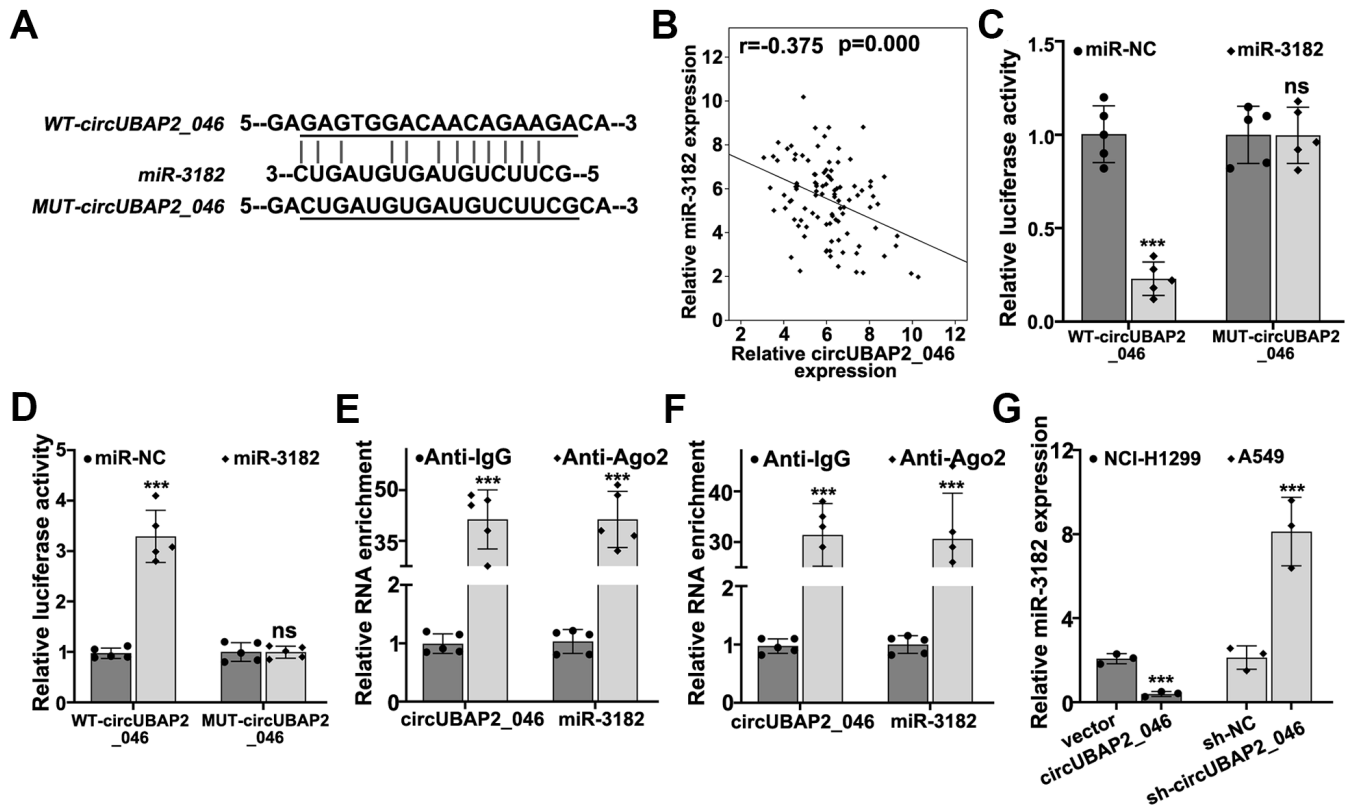 A
WT-circUBAP2_046 5--GAGAGTGGACAACAGAAGACA--3
miR-3182 3--CUGAUGUGAUGUCUUCG--5
MUT-circUBAP2_046 5--GACUGAUGUGAUGUCUUCGCA--3
B
r=-0.375 p=0.000
Relative miR-3182 expression
12
10
8
6
4
2
0
2 4 6 8 10 12
Relative circUBAP2_046
expression
C
miR-NC miR-3182
Relative luciferase activity
1.5
1.0
0.5
0.0
***
ns
WT-circUBAP2
_046
MUT-circUBAP2
_046
D
miR-NC miR-3182
Relative luciferase activity
5
4
3
2
1
0
***
ns
WT-circUBAP2
_046
MUT-circUBAP2
_046
E
Anti-IgG Anti-Ago2
Relative RNA enrichment
50
35
2
1
0
*** ***
circUBAP2_046 miR-3182
F
Anti-IgG Anti-Ago2
Relative RNA enrichment
40
30
2
1
0
*** ***
circUBAP2_046 miR-3182
G
NCI-H1299 A549
Relative miR-3182 expression
12
8
4
0
***
***
vector
circUBAP2_046
sh-NC
sh-circUBAP2_046